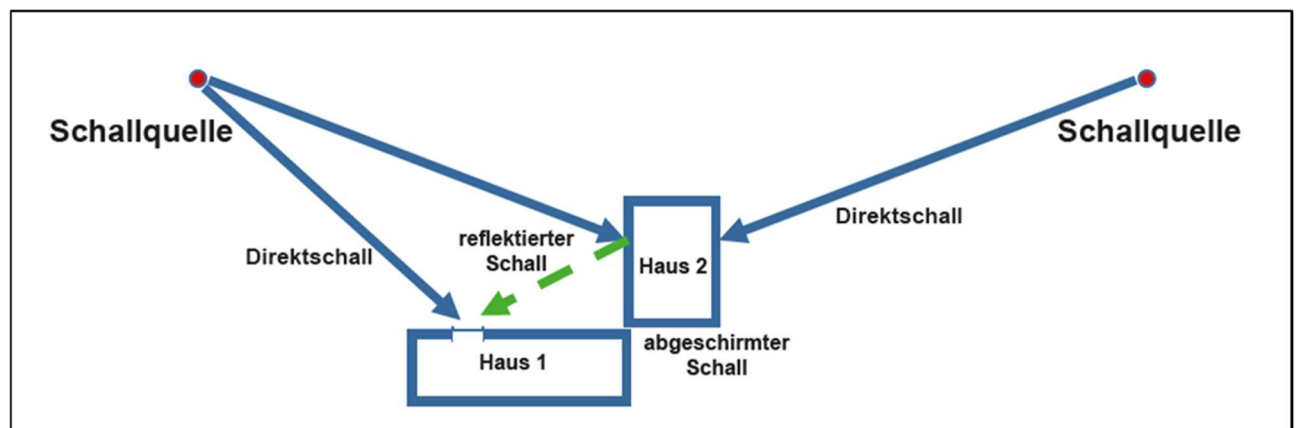 Schallquelle
Schallquelle
Direktschall
Direktschall
reflektierter
Schall
Haus 2
abgeschirmter
Schall
Haus 1